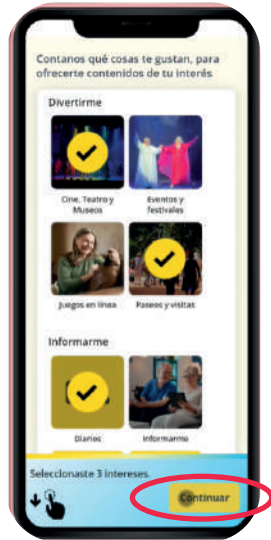 Contanos qué cosas te gustan, para
ofrecerte contenidos de tu interés
Divertirme
Cine, Teatro y
Museos
Eventos y
festivales
Juegos en línea
Paseos y visitas
Informarme
Diarios
Informarme
Seleccionaste 3 intereses.
Continuar